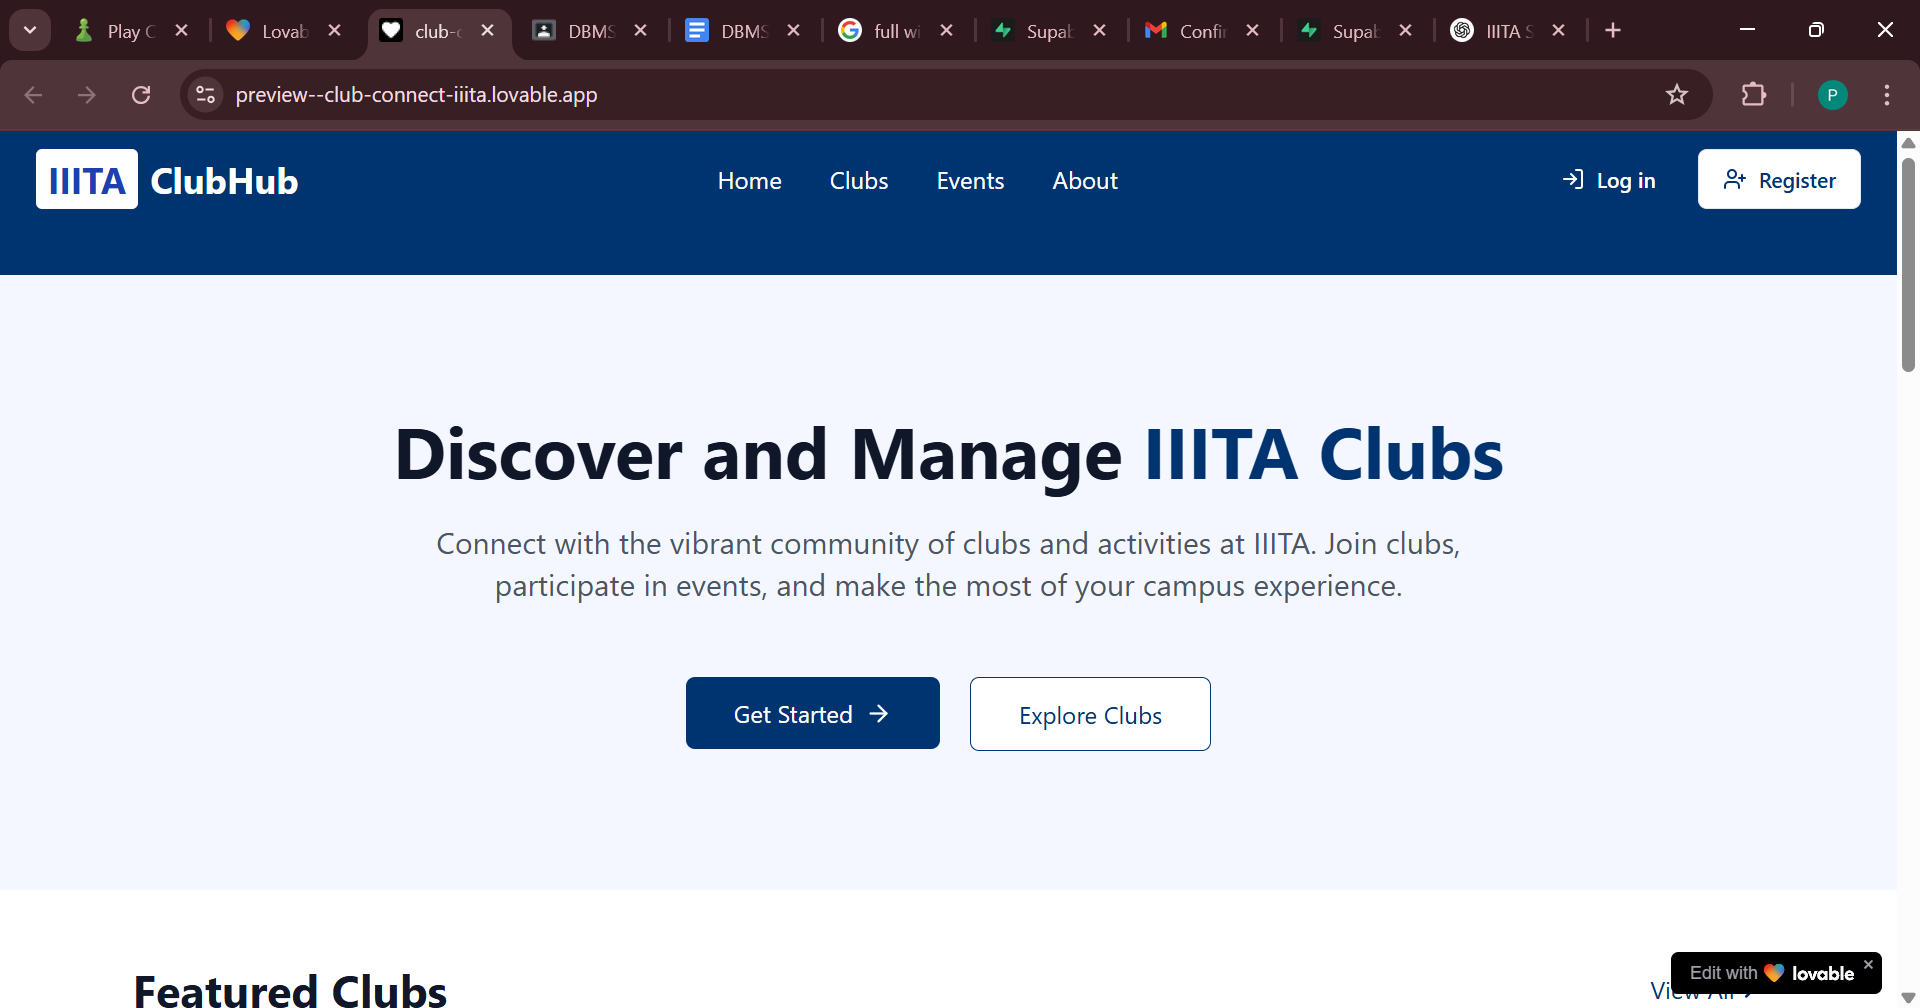 Play C
Lovab
club-c
DBMS
DBMS
full wi
Supab
Confir
Supab
IIITA S
preview--club-connect-iiita.lovable.app
P
IIITA ClubHub
Home
Clubs
Events
About
Log in
Register
Discover and Manage IIITA Clubs
Connect with the vibrant community of clubs and activities at IIITA. Join clubs,
participate in events, and make the most of your campus experience.
Get Started
Explore Clubs
Featured Clubs
View All
Edit with lovable